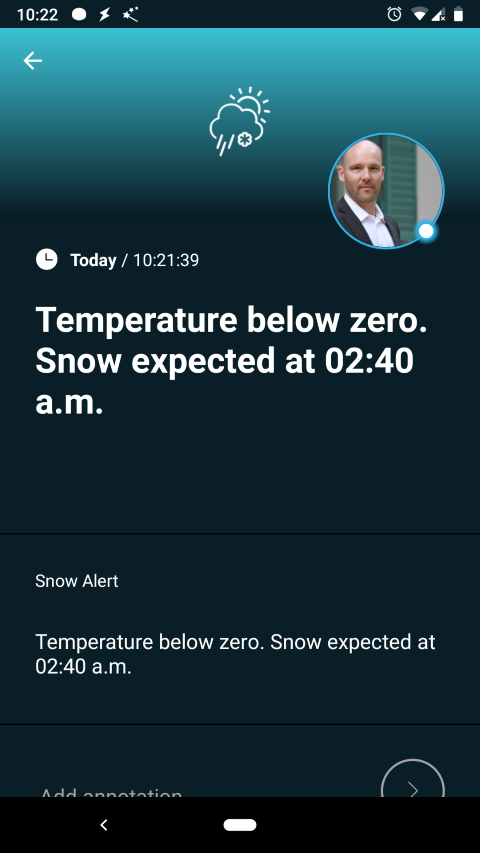 10:22
Today / 10:21:39
Temperature below zero.
Snow expected at 02:40
a.m.
Snow Alert
Temperature below zero. Snow expected at
02:40 a.m.
Add annotation